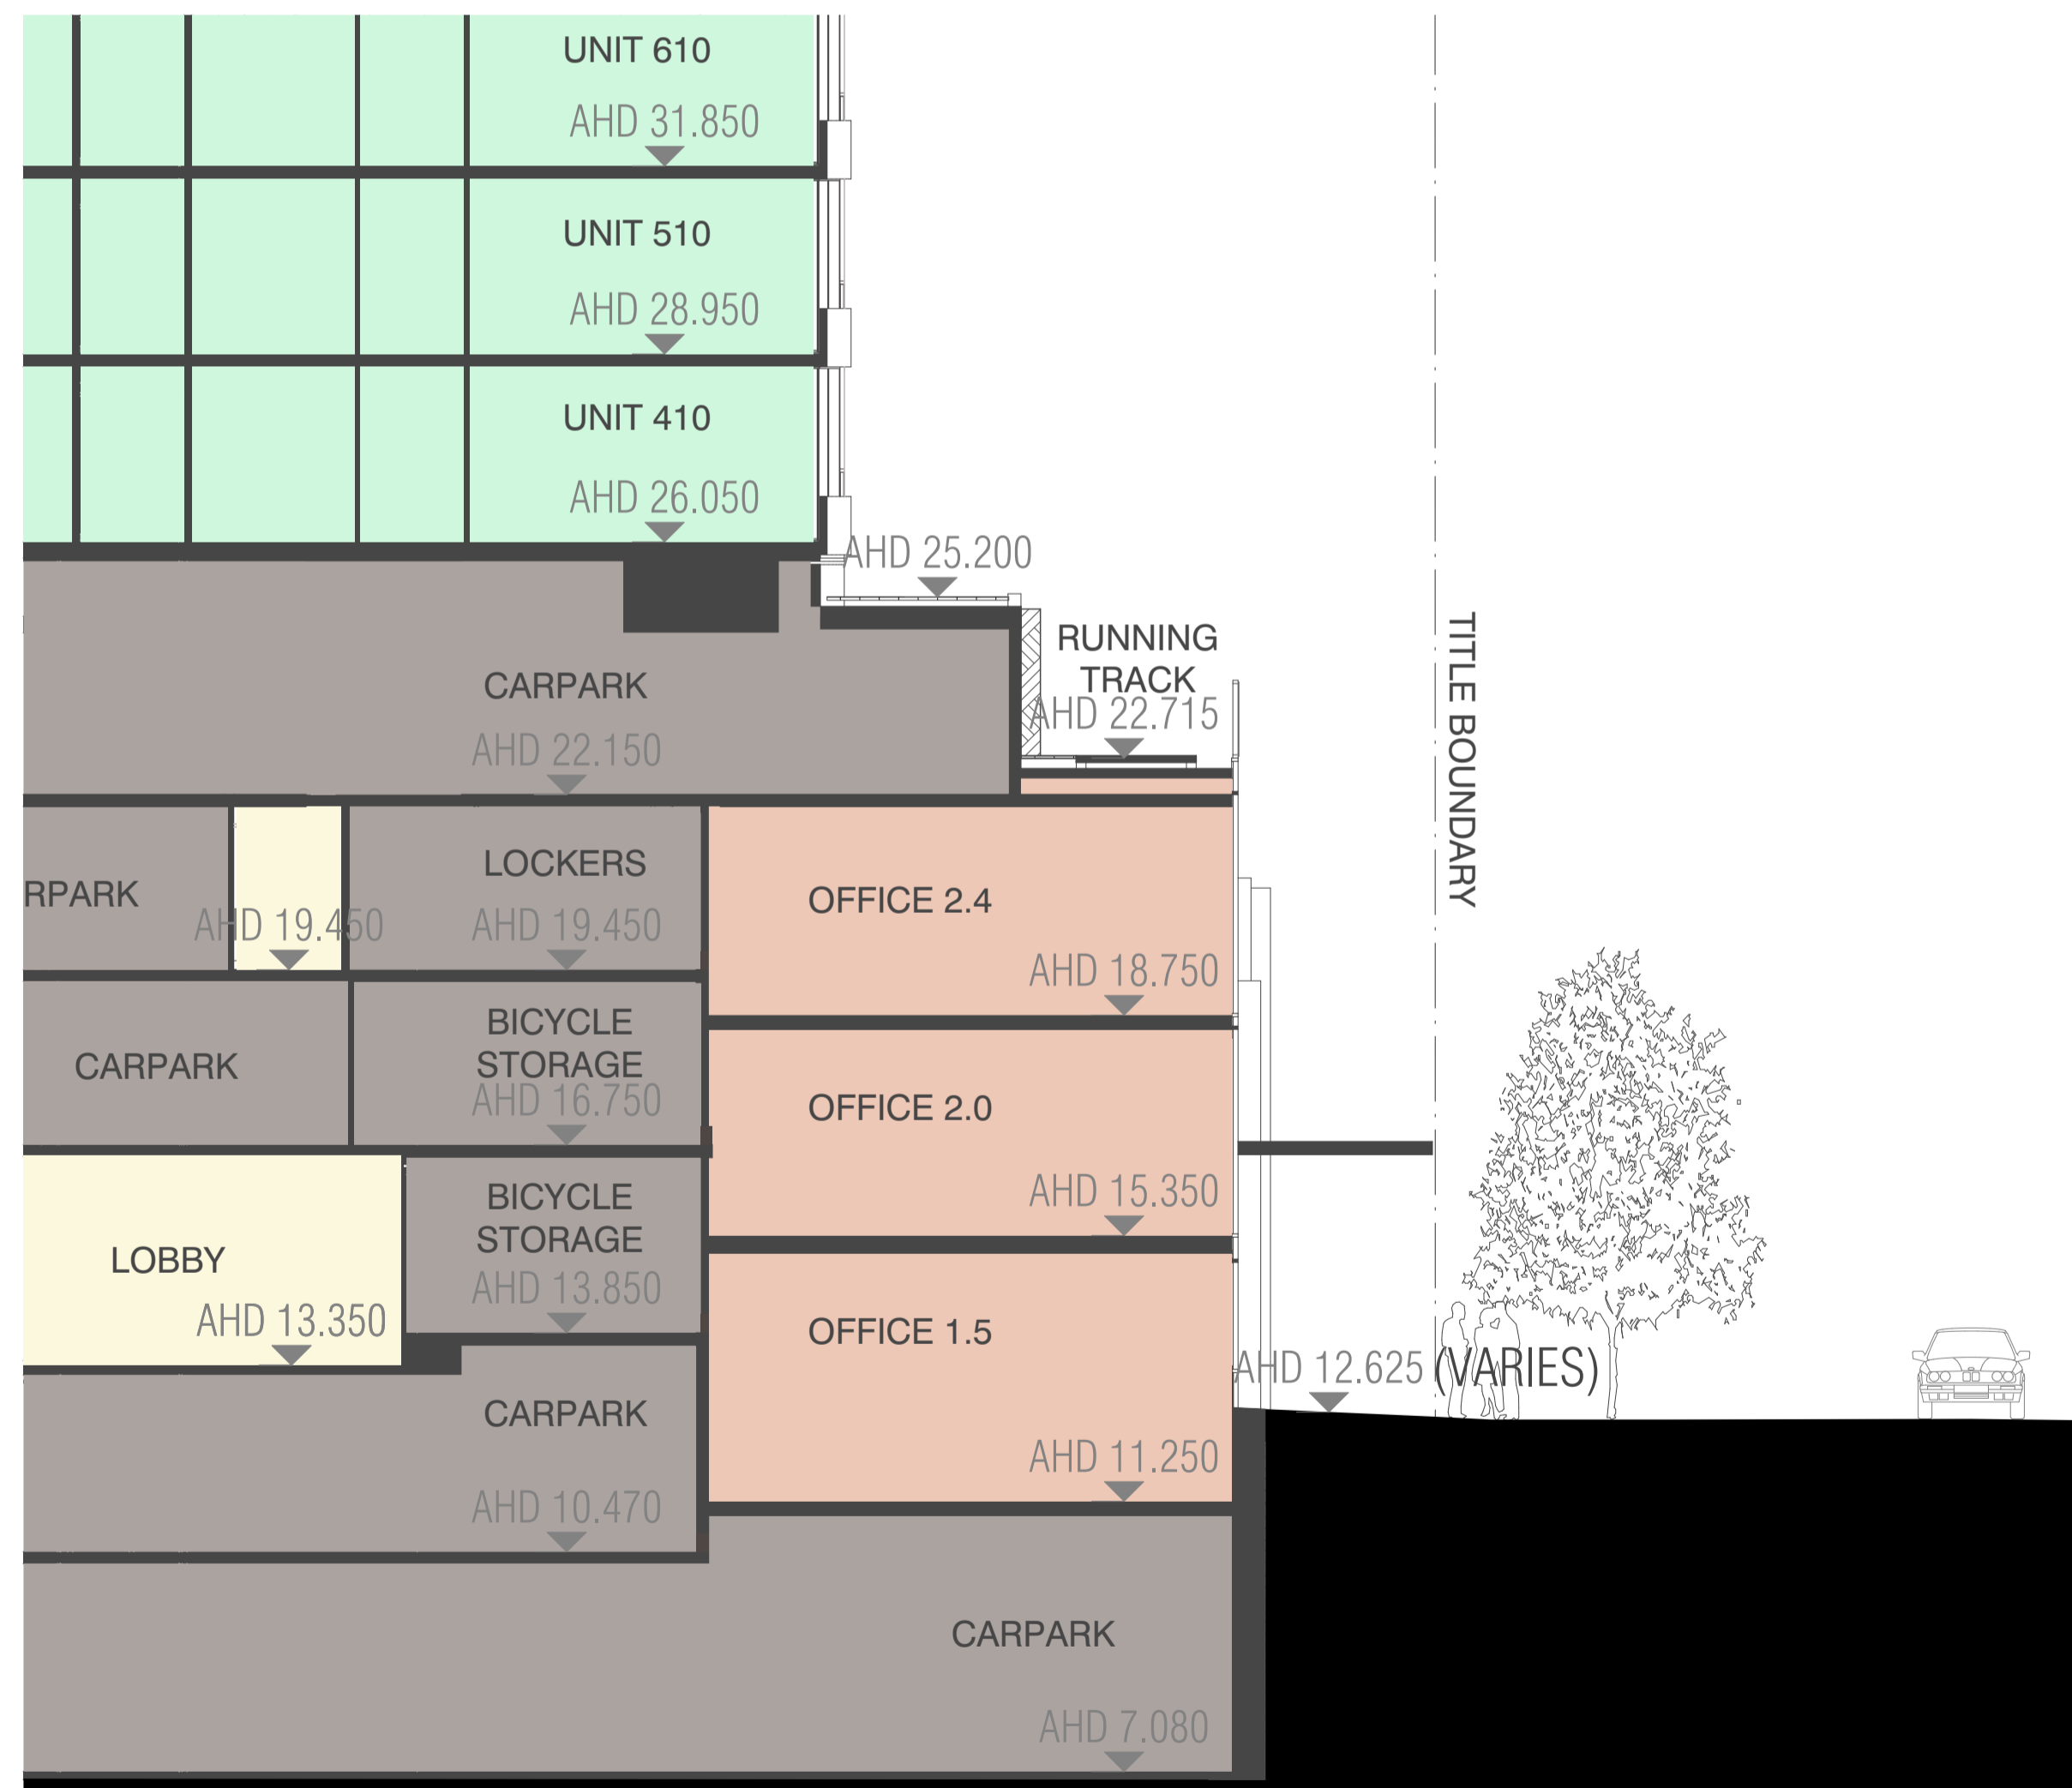 UNIT 610
AHD 31.850
UNIT 510
AHD 28.950
UNIT 410
AHD 26.050
AHD 25.200
RUNNING
TRACK
AHD 22.715
TITLE BOUNDARY
CARPARK
AHD 22.150
RPARK
AHD 19.450
LOCKERS
AHD 19.450
OFFICE 2.4
AHD 18.750
CARPARK
BICYCLE
STORAGE
AHD 16.750
OFFICE 2.0
AHD 15.350
LOBBY
AHD 13.350
BICYCLE
STORAGE
AHD 13.850
OFFICE 1.5
AHD 12.625 (VARIES)
CARPARK
AHD 10.470
AHD 11.250
CARPARK
AHD 7.080